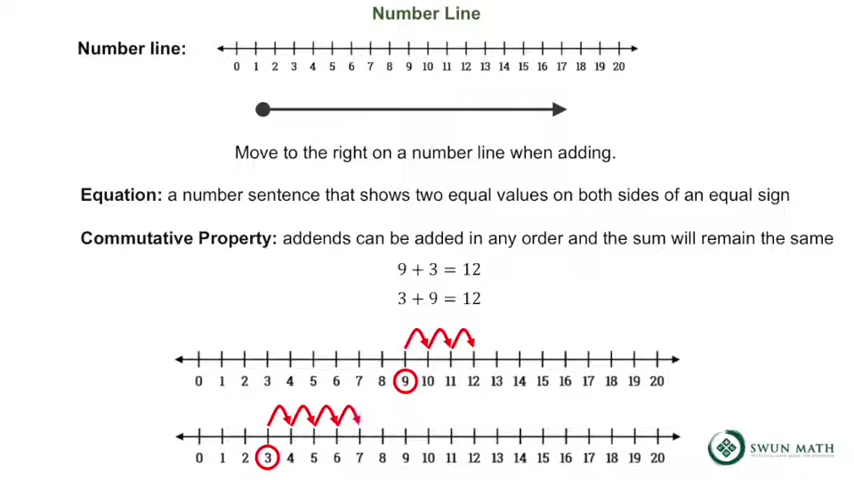 Number Line
Number line:
0 1 2 3 4 5 6 7 8 9 10 11 12 13 14 15 16 17 18 19 20
Move to the right on a number line when adding.
Equation: a number sentence that shows two equal values on both sides of an equal sign
Commutative Property: addends can be added in any order and the sum will remain the same
9 + 3 = 12
3 + 9 = 12
0 1 2 3 4 5 6 7 8 9 10 11 12 13 14 15 16 17 18 19 20
0 1 2 3 4 5 6 7 8 9 10 11 12 13 14 15 16 17 18 19 20
SWUN MATH